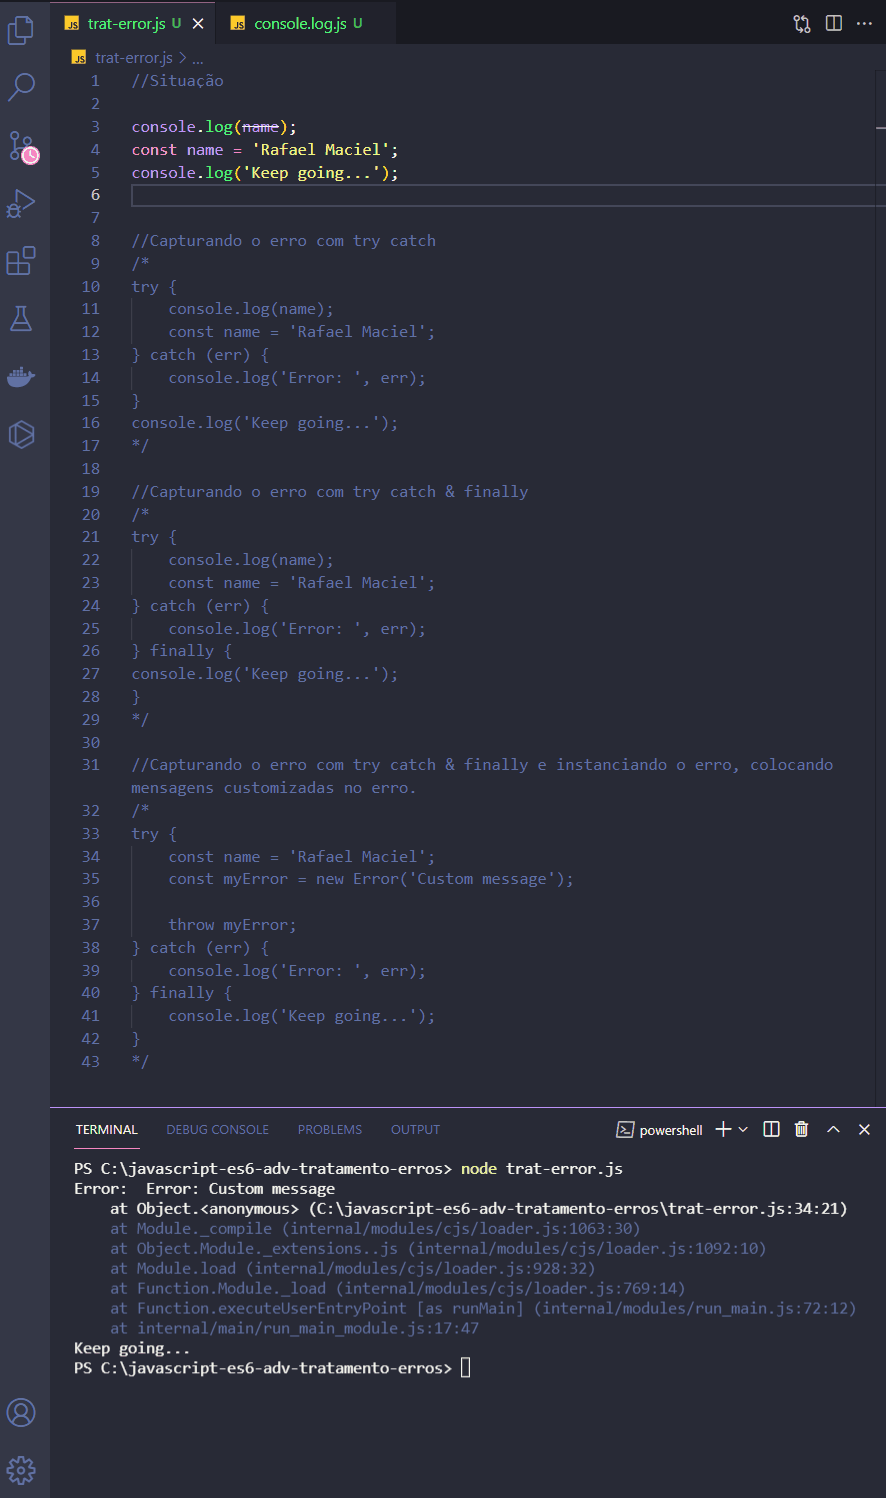 JS trat-error.js U
JS console.log.js U
JS trat-error.js > ...
1 //Situação
2
3 console.log(name);
4 const name = 'Rafael Maciel';
5 console.log('Keep going...');
6
7
8 //Capturando o erro com try catch
9 /*
10 try {
11 console.log(name);
12 const name = 'Rafael Maciel';
13 } catch (err) {
14 console.log('Error: ', err);
15 }
16 console.log('Keep going...');
17 */
18
19 //Capturando o erro com try catch & finally
20 /*
21 try {
22 console.log(name);
23 const name = 'Rafael Maciel';
24 } catch (err) {
25 console.log('Error: ', err);
26 } finally {
27 console.log('Keep going...');
28 }
29 */
30
31 //Capturando o erro com try catch & finally e instanciando o erro, colocando
mensagens customizadas no erro.
32 /*
33 try {
34 const name = 'Rafael Maciel';
35 const myError = new Error('Custom message');
36
37 throw myError;
38 } catch (err) {
39 console.log('Error: ', err);
40 } finally {
41 console.log('Keep going...');
42 }
43 */
TERMINAL DEBUG CONSOLE PROBLEMS OUTPUT powershell
PS C:\javascript-es6-adv-tratamento-erros> node trat-error.js
Error:  Error: Custom message
at Object.<anonymous> (C:\javascript-es6-adv-tratamento-erros\trat-error.js:34:21)
at Module._compile (internal/modules/cjs/loader.js:1063:30)
at Object.Module._extensions..js (internal/modules/cjs/loader.js:1092:10)
at Module.load (internal/modules/cjs/loader.js:928:32)
at Function.Module._load (internal/modules/cjs/loader.js:769:14)
at Function.executeUserEntryPoint [as runMain] (internal/modules/run_main.js:72:12)
at internal/main/run_main_module.js:17:47
Keep going...
PS C:\javascript-es6-adv-tratamento-erros>